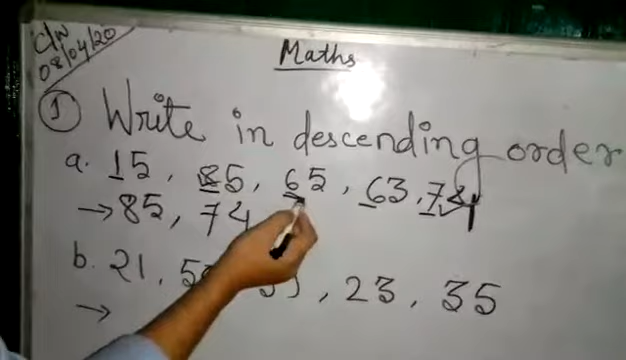 C/W
08/04/20
Maths
① Write in descending order
a. 15, 85, 65, 63, 74
→ 85, 74
b. 21, , 23, 35
→